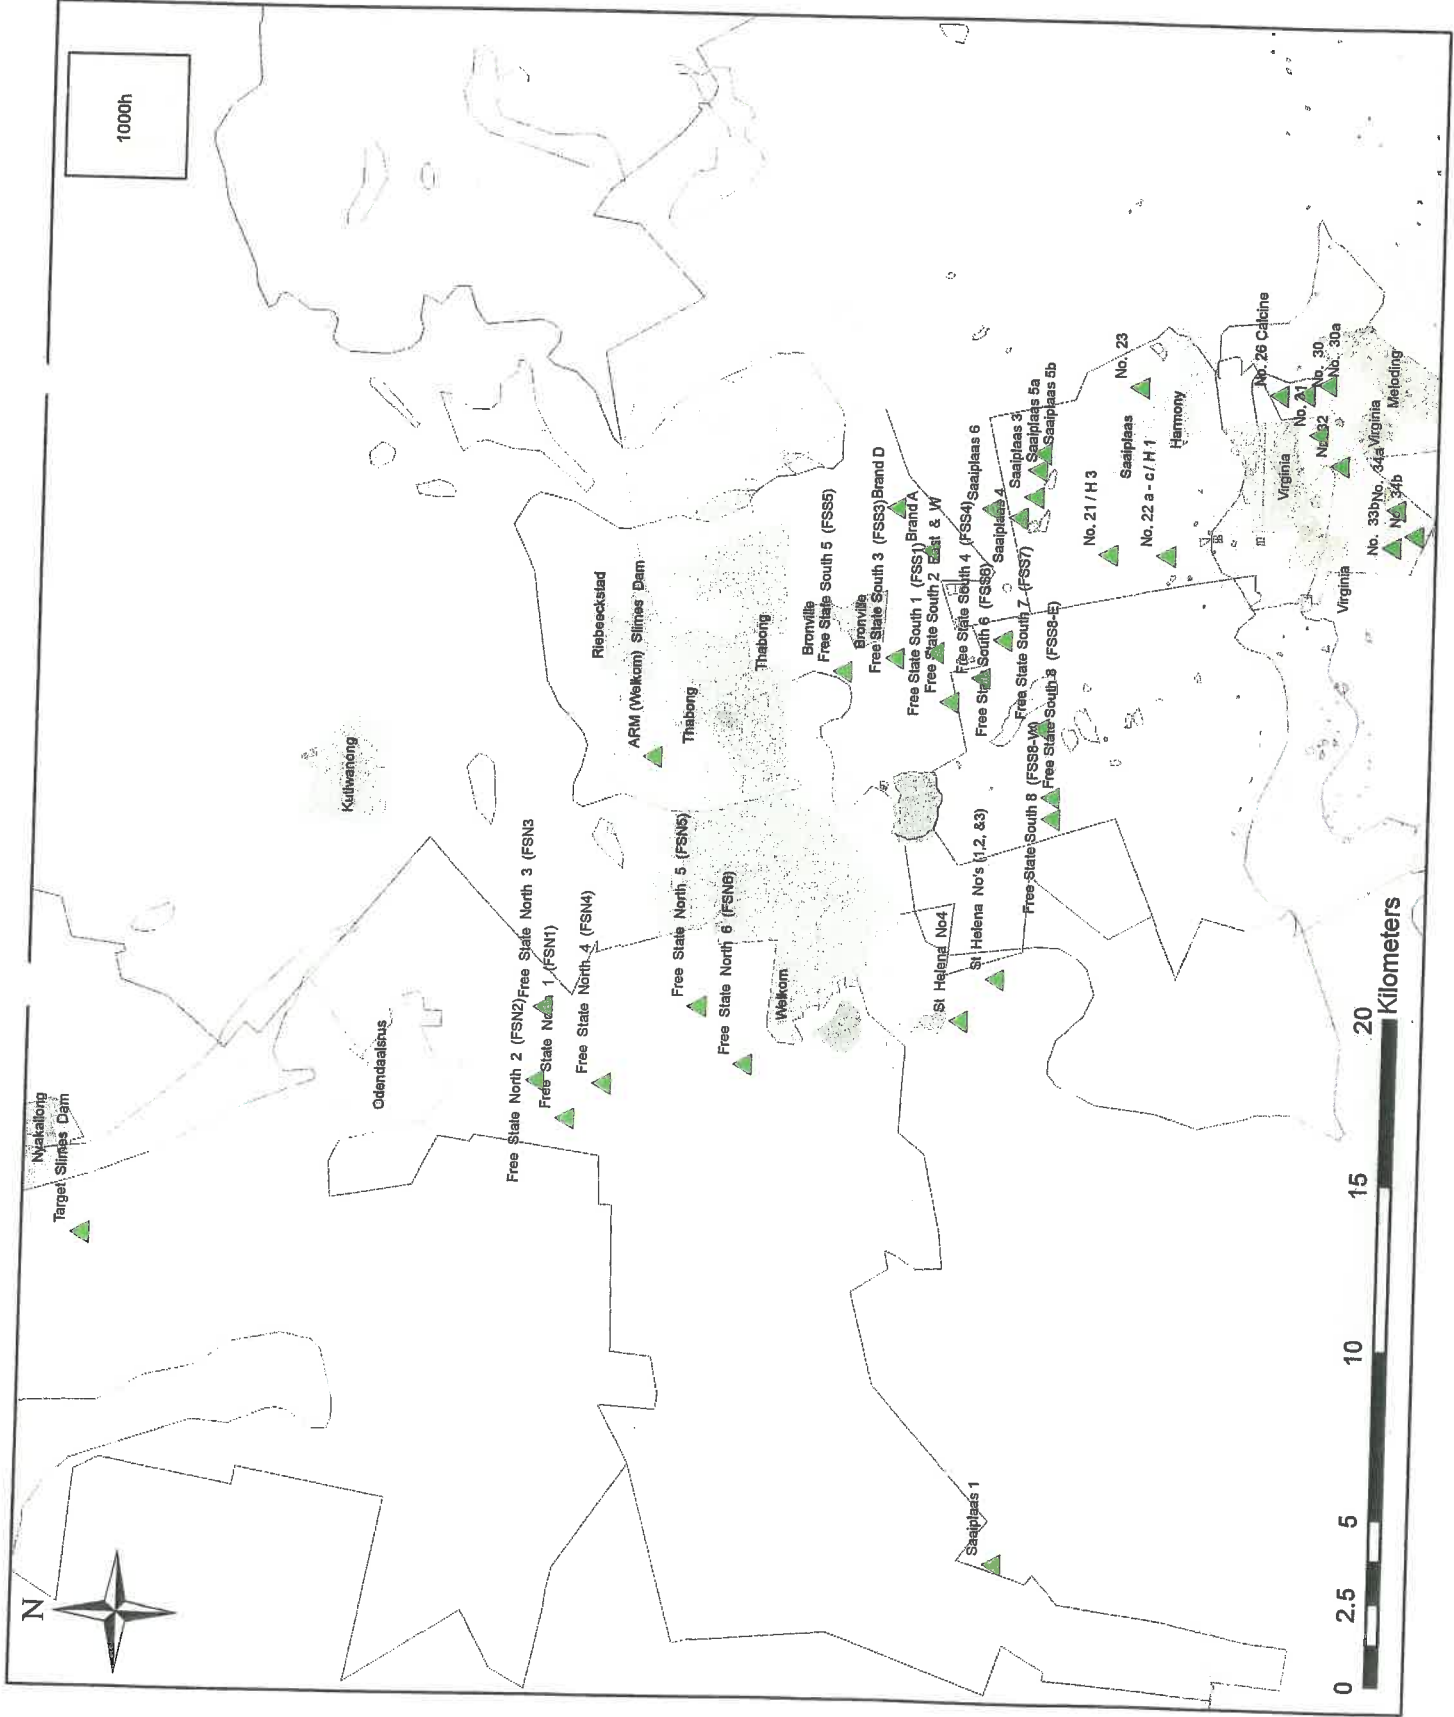 N
1000h
Nyakallong
Target Slimes Dam
Kutlwanong
Odendaalsrus
Free State North 2 (FSN2)
Free State North 3 (FSN3
Free State No 1 (FSN1)
Free State North 4 (FSN4)
Riebeeckstad
ARM (Welkom) Slimes Dam
Thabong
Thabong
Free State North 5 (FSN5)
Free State North 6 (FSN6)
Welkom
Bronville
Free State South 5 (FSS5)
Bronville
Free State South 3 (FSS3)
Brand D
Free State South 1 (FSS1)
Brand A
Free State South 2 East & W
Free State South 4 (FSS4)
Saaiplaas 6
Free State South 6 (FSS6)
Saaiplaas 4
Saaiplaas 3
Free State South 7 (FSS7)
Saaiplaas 5a
Saaiplaas 5b
Free State South 8 (FSS8-W)
Free State South 8 (FSS8-E)
St Helena No4
St Helena No's (1,2, &3)
Saaiplaas 1
No. 21 / H 3
No. 23
Saaiplaas
No. 22 a - c / H 1
Harmony
No. 26 Calcine
Virginia
No. 31
No. 30
No. 30a
No. 32
Virginia
Virginia
No. 34a
No. 33b
34b
Meloding
0
2.5
5
10
15
20
Kilometers